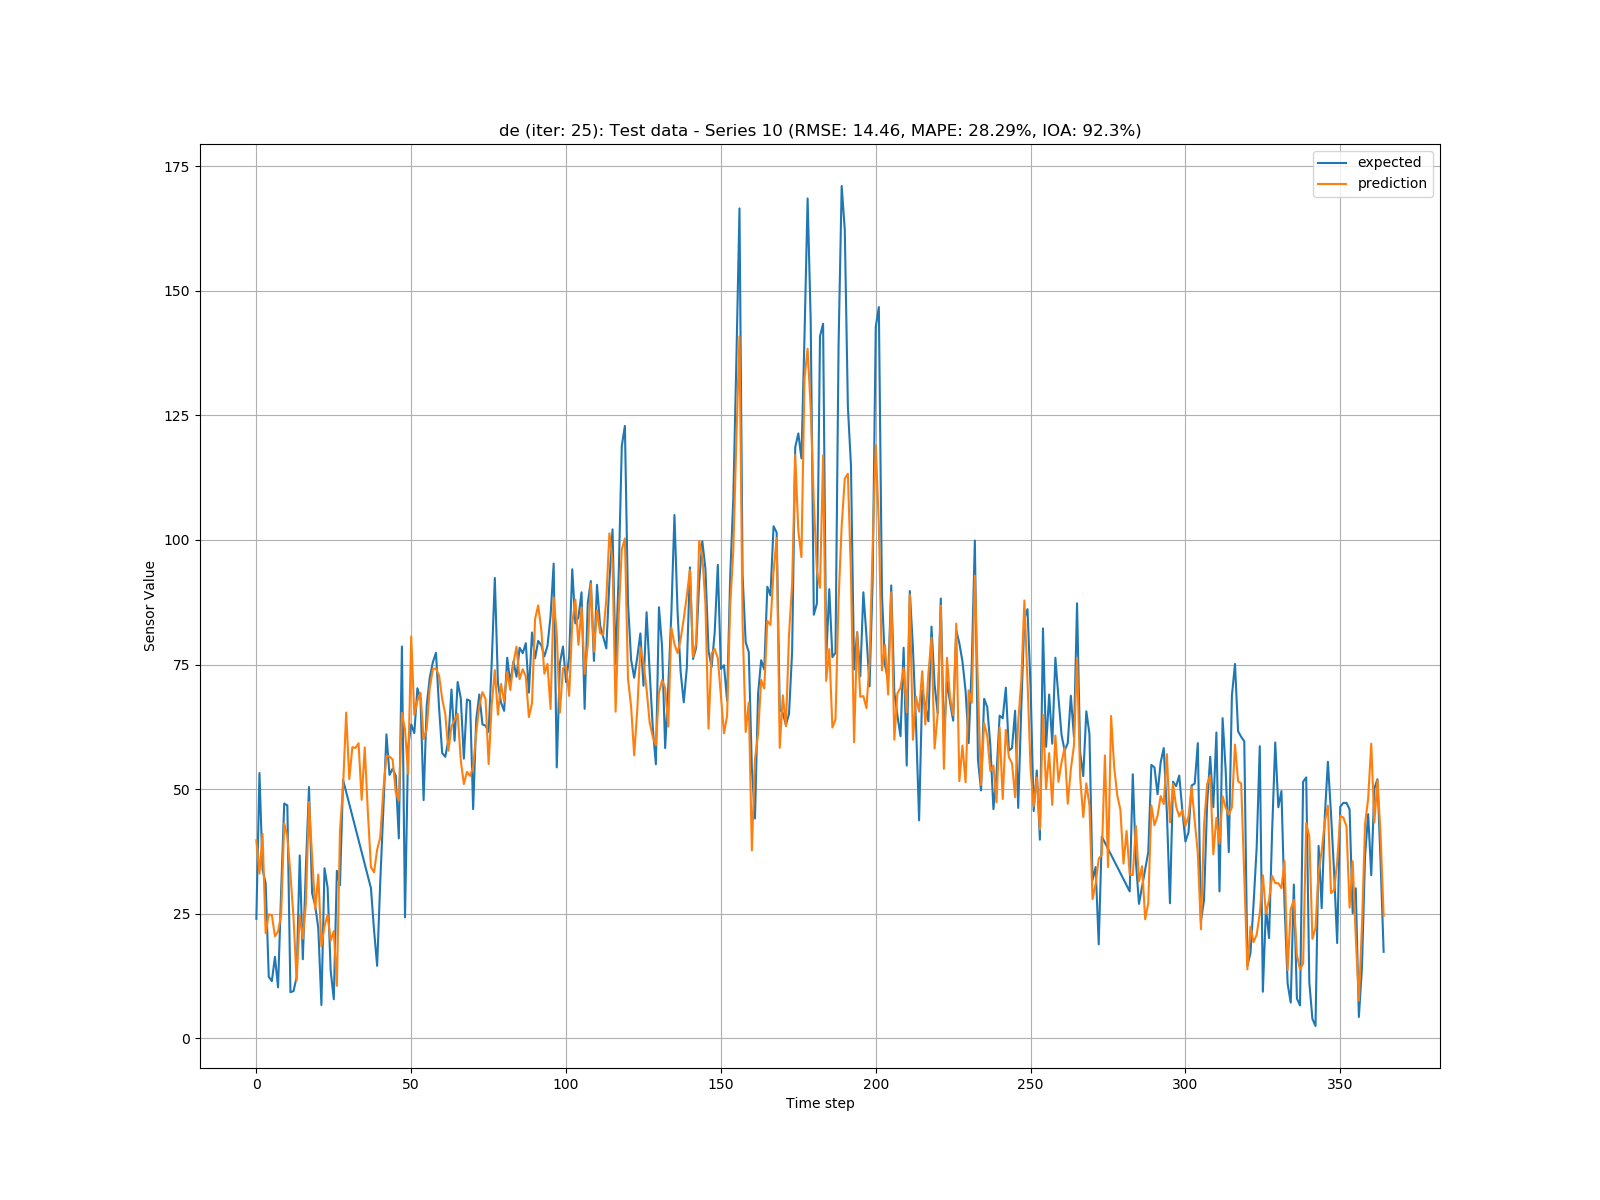 de (iter: 25): Test data - Series 10 (RMSE: 14.46, MAPE: 28.29%, IOA: 92.3%)
expected
prediction
175
150
125
100
75
50
25
0
Sensor Value
0 50 100 150 200 250 300 350
Time step